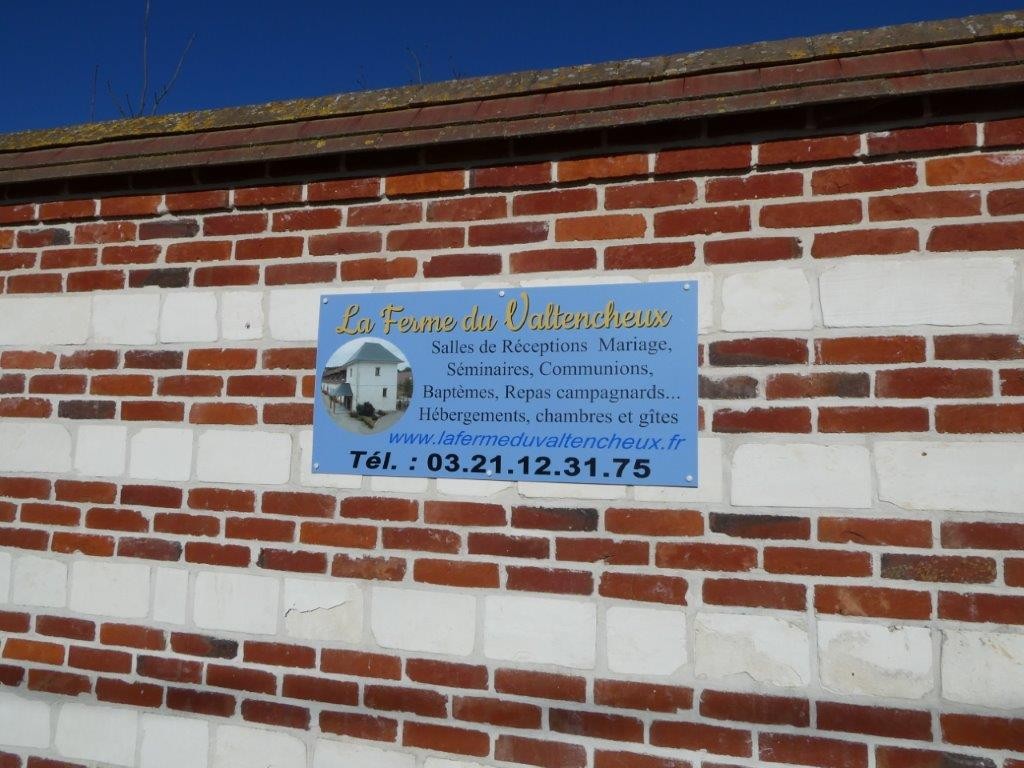 La Ferme du Valtencheux
Salles de Réceptions Mariage,
Séminaires, Communions,
Baptèmes, Repas campagnards...
Hébergements, chambres et gîtes
www.lafermeduvaltencheux.fr
Tél. : 03.21.12.31.75